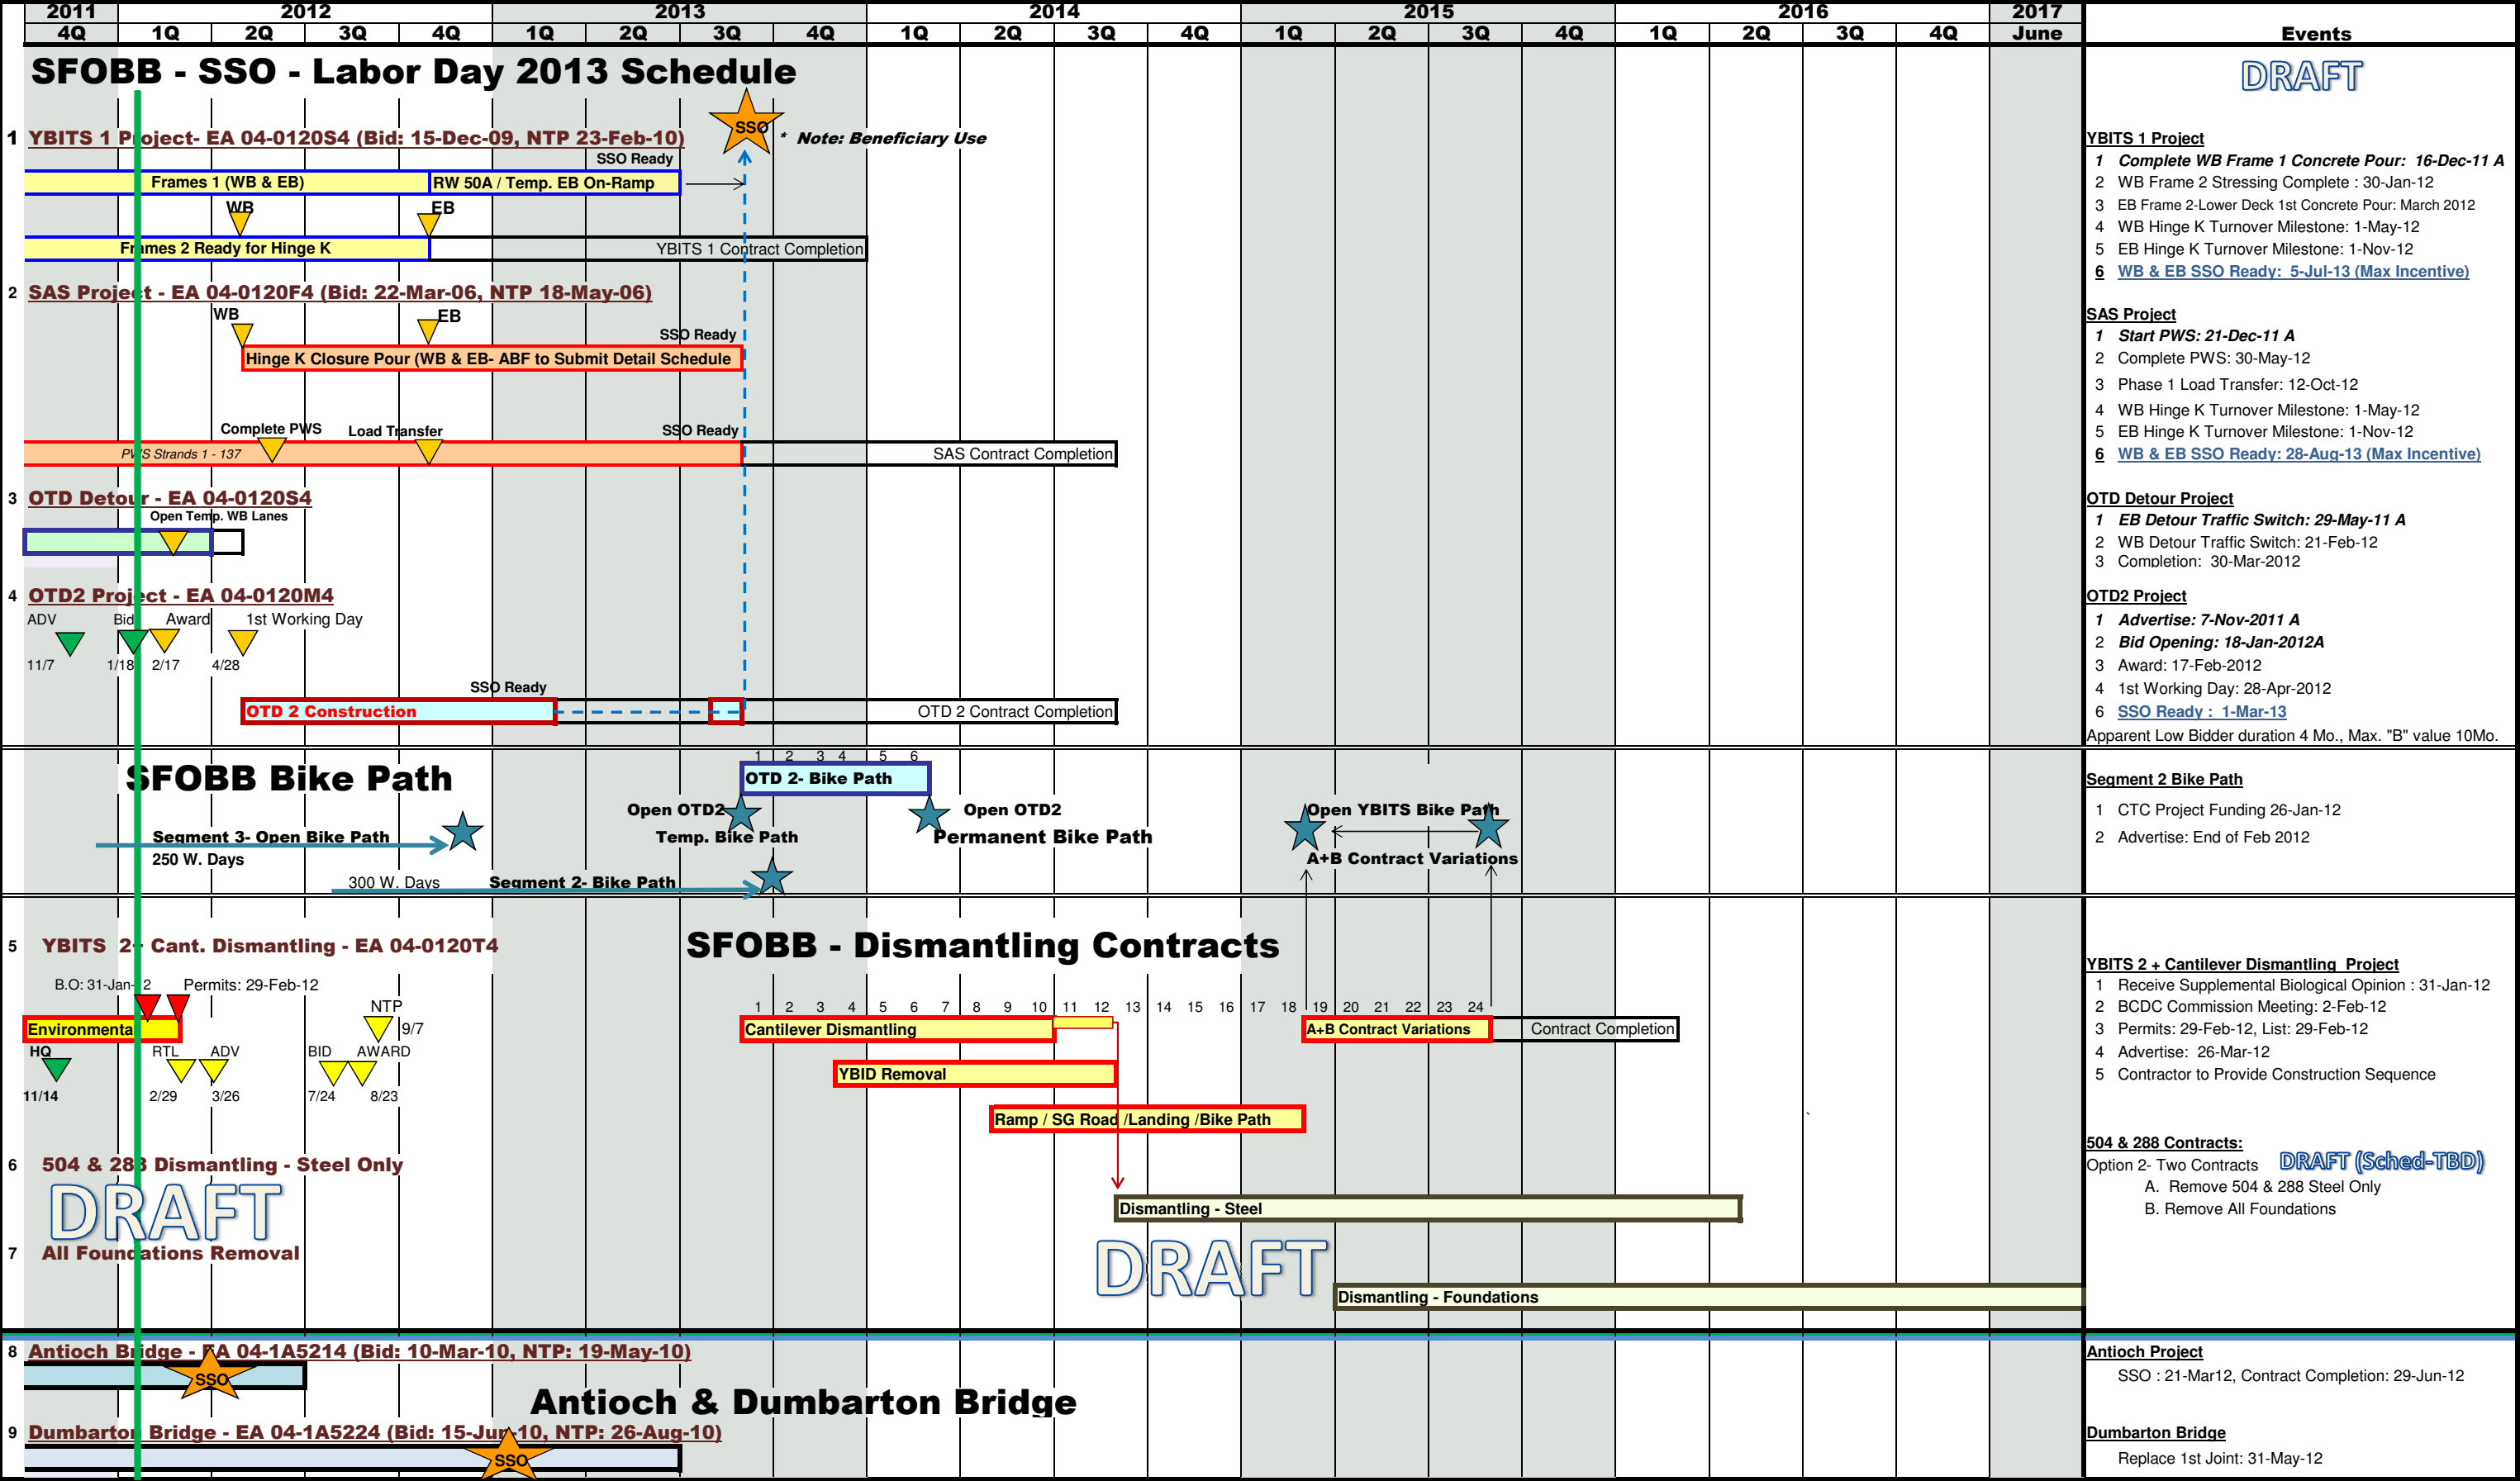 2011 2012 2013 2014 2015 2016 2017
4Q 1Q 2Q 3Q 4Q 1Q 2Q 3Q 4Q 1Q 2Q 3Q 4Q 1Q 2Q 3Q 4Q 1Q 2Q 3Q 4Q June Events
SFOBB - SSO - Labor Day 2013 Schedule
DRAFT
SSO
* Note: Beneficiary Use
1 YBITS 1 Project- EA 04-0120S4 (Bid: 15-Dec-09, NTP 23-Feb-10)
SSO Ready
Frames 1 (WB & EB) RW 50A / Temp. EB On-Ramp
WB EB
Frames 2 Ready for Hinge K YBITS 1 Contract Completion
2 SAS Project - EA 04-0120F4 (Bid: 22-Mar-06, NTP 18-May-06)
WB EB
SSO Ready
Hinge K Closure Pour (WB & EB- ABF to Submit Detail Schedule
Complete PWS Load Transfer SSO Ready
PWS Strands 1 - 137 SAS Contract Completion
3 OTD Detour - EA 04-0120S4
Open Temp. WB Lanes
4 OTD2 Project - EA 04-0120M4
ADV Bid Award 1st Working Day
11/7 1/18 2/17 4/28
SSO Ready
OTD 2 Construction OTD 2 Contract Completion
YBITS 1 Project
1 Complete WB Frame 1 Concrete Pour: 16-Dec-11 A
2 WB Frame 2 Stressing Complete : 30-Jan-12
3 EB Frame 2-Lower Deck 1st Concrete Pour: March 2012
4 WB Hinge K Turnover Milestone: 1-May-12
5 EB Hinge K Turnover Milestone: 1-Nov-12
6 WB & EB SSO Ready: 5-Jul-13 (Max Incentive)
SAS Project
1 Start PWS: 21-Dec-11 A
2 Complete PWS: 30-May-12
3 Phase 1 Load Transfer: 12-Oct-12
4 WB Hinge K Turnover Milestone: 1-May-12
5 EB Hinge K Turnover Milestone: 1-Nov-12
6 WB & EB SSO Ready: 28-Aug-13 (Max Incentive)
OTD Detour Project
1 EB Detour Traffic Switch: 29-May-11 A
2 WB Detour Traffic Switch: 21-Feb-12
3 Completion: 30-Mar-2012
OTD2 Project
1 Advertise: 7-Nov-2011 A
2 Bid Opening: 18-Jan-2012A
3 Award: 17-Feb-2012
4 1st Working Day: 28-Apr-2012
6 SSO Ready : 1-Mar-13
Apparent Low Bidder duration 4 Mo., Max. "B" value 10Mo.
SFOBB Bike Path
1 2 3 4 5 6
OTD 2- Bike Path
Open OTD2
Temp. Bike Path
Open OTD2
Permanent Bike Path
Open YBITS Bike Path
A+B Contract Variations
Segment 3- Open Bike Path
250 W. Days
300 W. Days Segment 2- Bike Path
Segment 2 Bike Path
1 CTC Project Funding 26-Jan-12
2 Advertise: End of Feb 2012
SFOBB - Dismantling Contracts
5 YBITS 2+ Cant. Dismantling - EA 04-0120T4
B.O: 31-Jan-12 Permits: 29-Feb-12
NTP
9/7
Environmenta
HQ RTL ADV BID AWARD
11/14 2/29 3/26 7/24 8/23
1 2 3 4 5 6 7 8 9 10 11 12 13 14 15 16 17 18 19 20 21 22 23 24
Cantilever Dismantling A+B Contract Variations Contract Completion
YBID Removal
Ramp / SG Road /Landing /Bike Path
6 504 & 288 Dismantling - Steel Only
DRAFT
Dismantling - Steel
7 All Foundations Removal
DRAFT
Dismantling - Foundations
YBITS 2 + Cantilever Dismantling Project
1 Receive Supplemental Biological Opinion : 31-Jan-12
2 BCDC Commission Meeting: 2-Feb-12
3 Permits: 29-Feb-12, List: 29-Feb-12
4 Advertise: 26-Mar-12
5 Contractor to Provide Construction Sequence
504 & 288 Contracts:
Option 2- Two Contracts DRAFT (Sched-TBD)
A. Remove 504 & 288 Steel Only
B. Remove All Foundations
8 Antioch Bridge - EA 04-1A5214 (Bid: 10-Mar-10, NTP: 19-May-10)
SSO
Antioch & Dumbarton Bridge
9 Dumbarton Bridge - EA 04-1A5224 (Bid: 15-Jun-10, NTP: 26-Aug-10)
SSO
Antioch Project
SSO : 21-Mar12, Contract Completion: 29-Jun-12
Dumbarton Bridge
Replace 1st Joint: 31-May-12